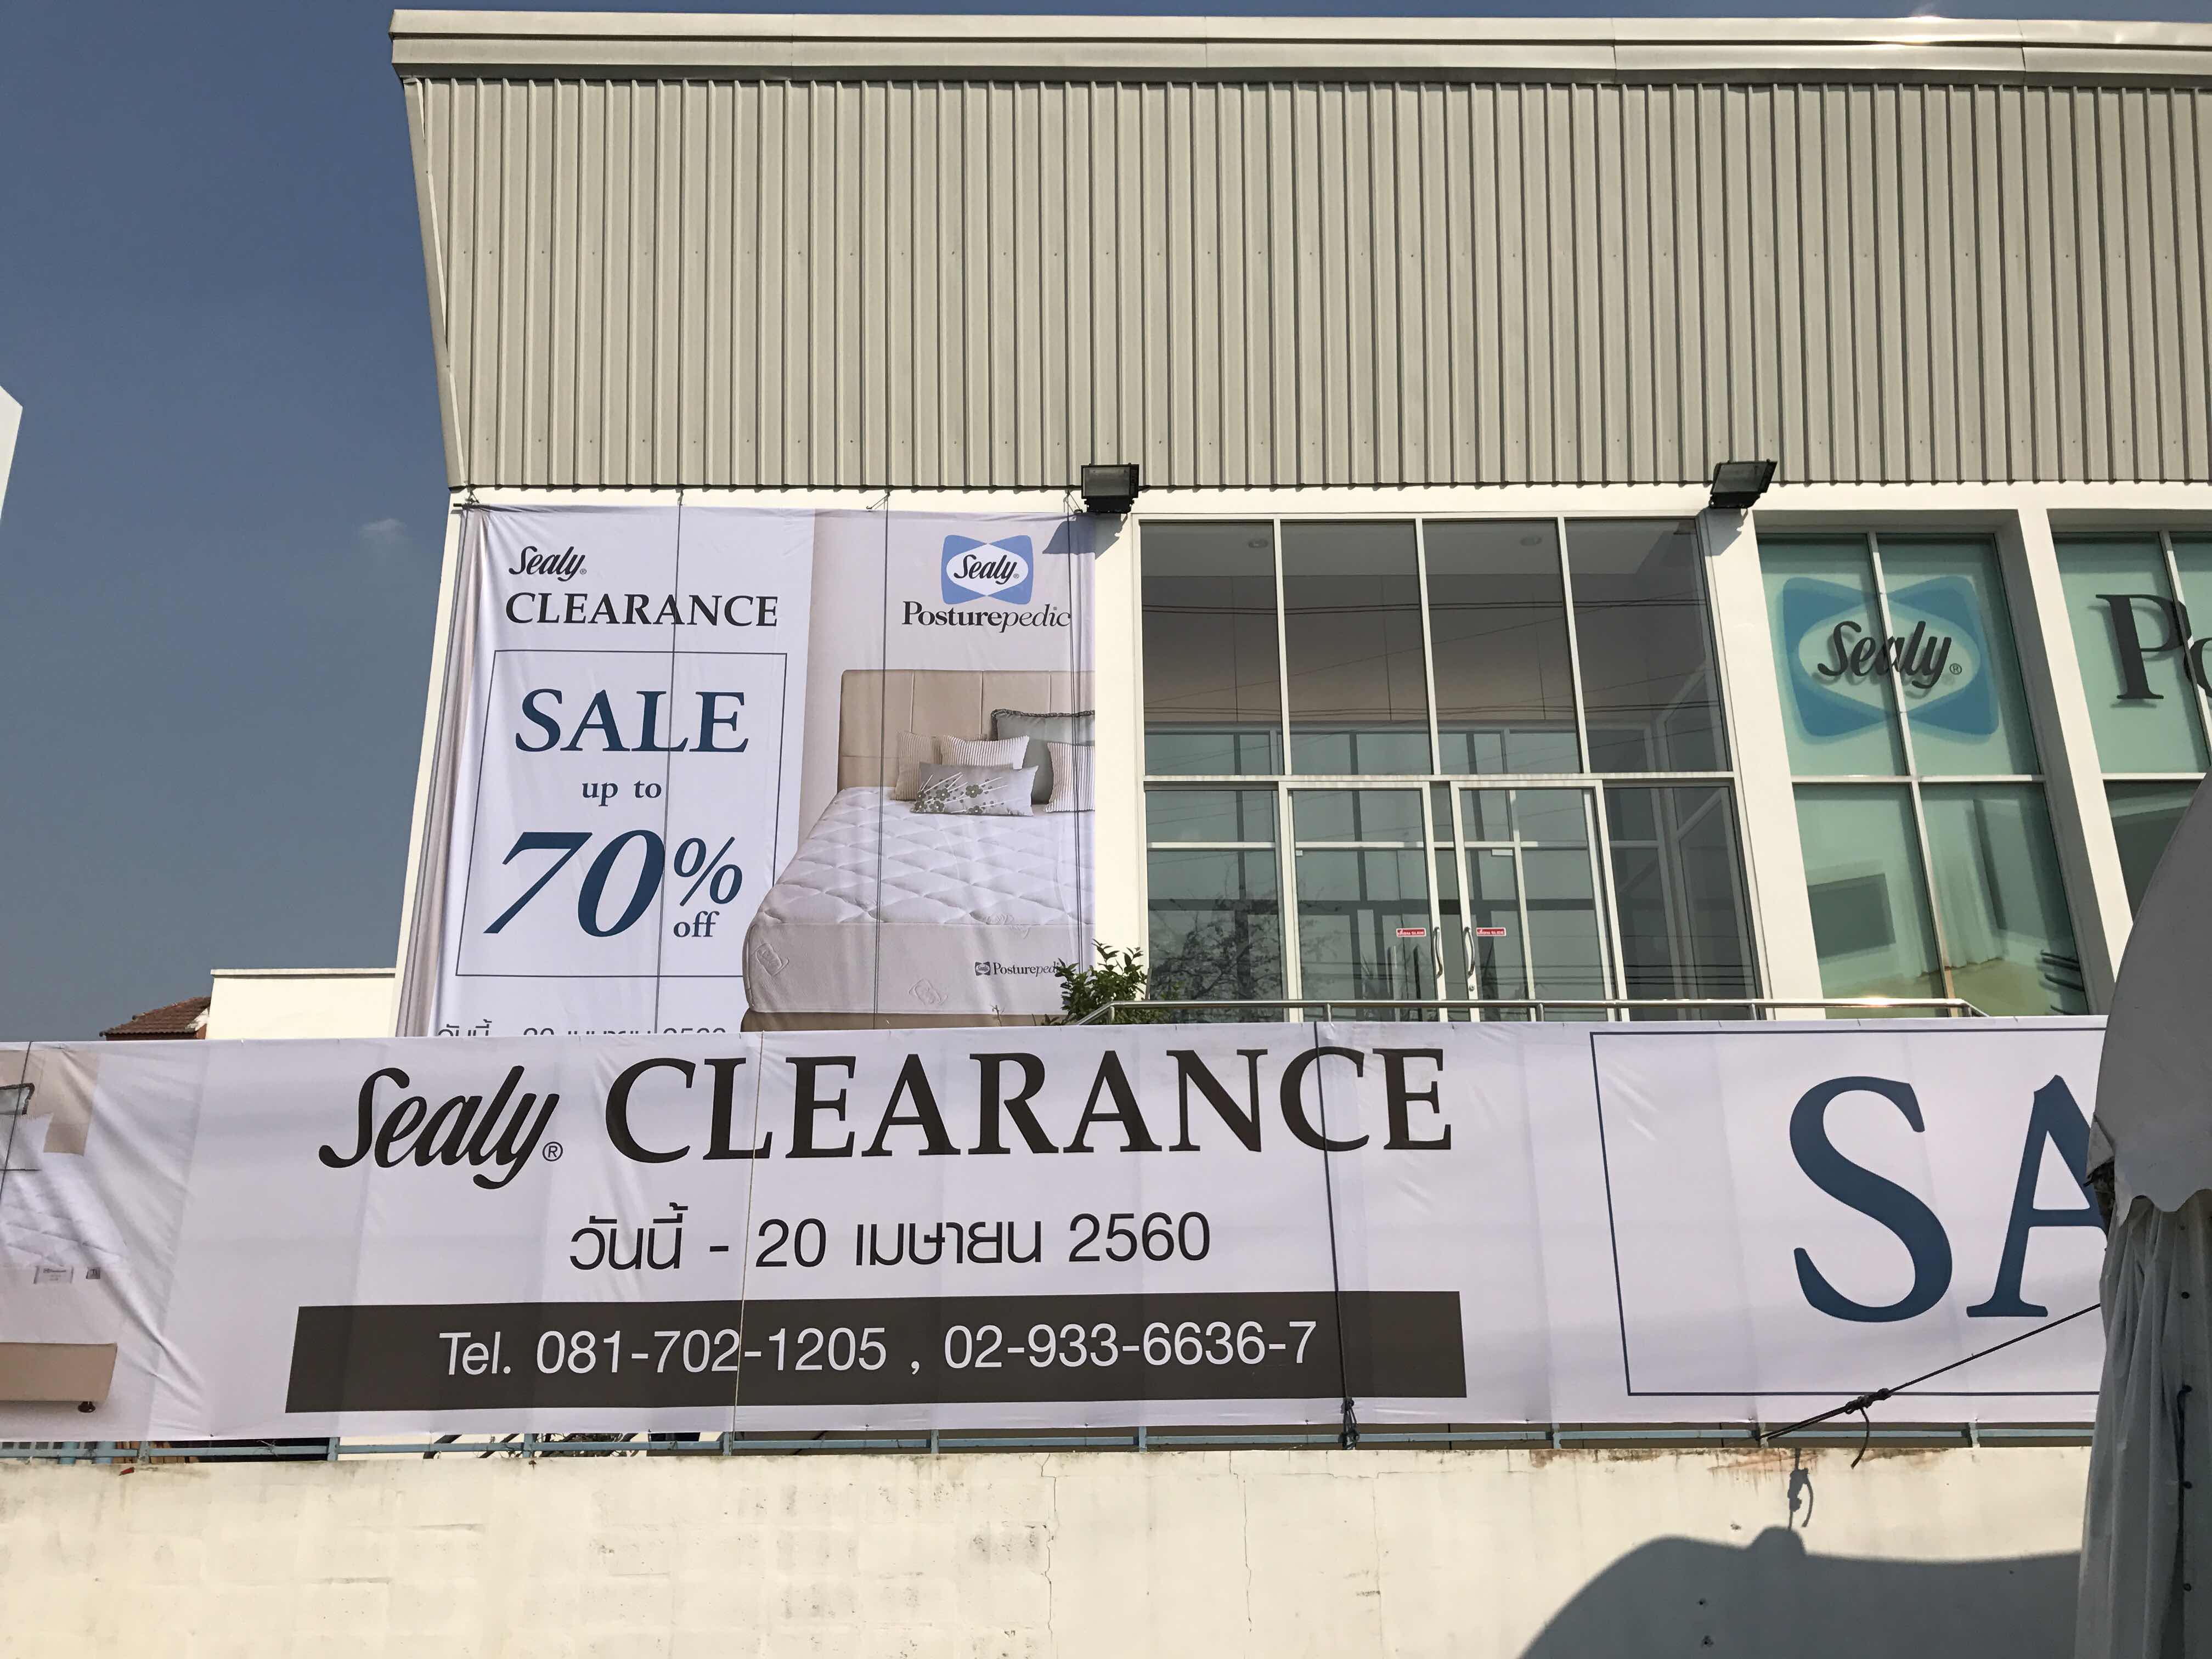 Sealy®
CLEARANCE
SALE
up to
70%
off
Sealy®
Posturepedic
Posturepedic
Sealy®
Sealy® CLEARANCE
วันนี้ - 20 เมษายน 2560
Tel. 081-702-1205 , 02-933-6636-7
SA